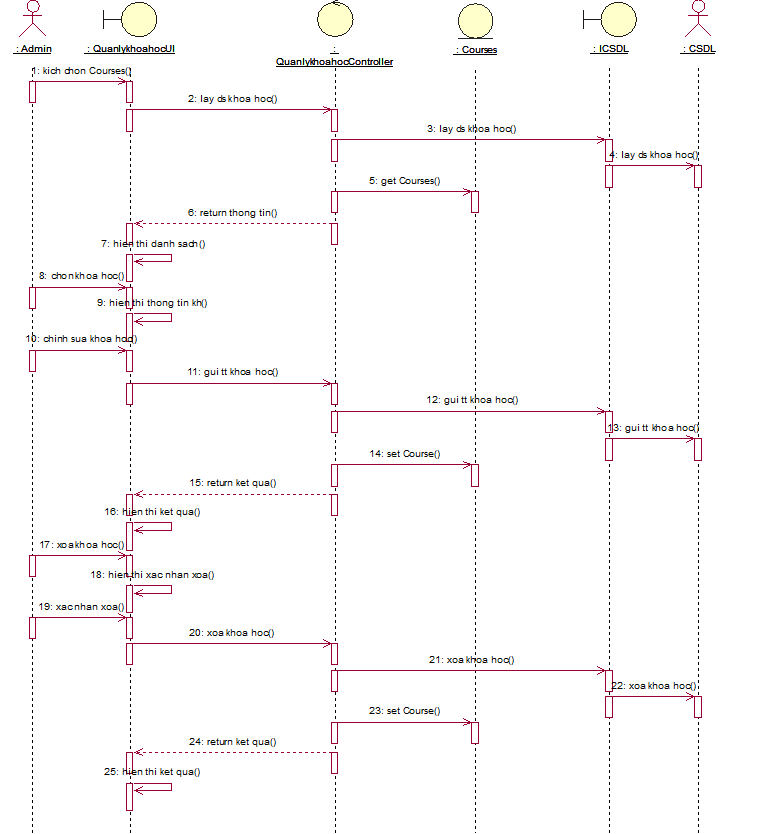 : Admin
: QuanlykhoahocUI
:
QuanlykhoahocController
: Courses
: ICSDL
: CSDL
1: kich chon Courses()
2: lay ds khoa hoc()
3: lay ds khoa hoc()
4: lay ds khoa hoc()
5: get Courses()
6: return thong tin()
7: hien thi danh sach()
8: chon khoa hoc()
9: hien thi thong tin kh()
10: chinh sua khoa hoc()
11: gui tt khoa hoc()
12: gui tt khoa hoc()
13: gui tt khoa hoc()
14: set Course()
15: return ket qua()
16: hien thi ket qua()
17: xoa khoa hoc()
18: hien thi xac nhan xoa()
19: xac nhan xoa()
20: xoa khoa hoc()
21: xoa khoa hoc()
22: xoa khoa hoc()
23: set Course()
24: return ket qua()
25: hien thi ket qua()